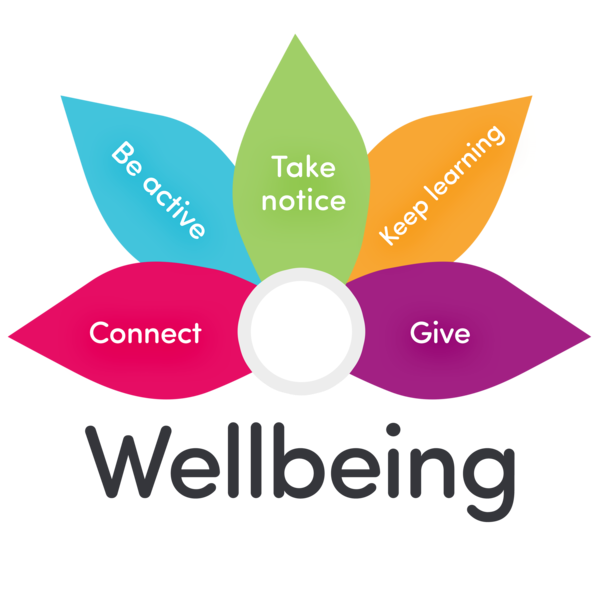 Be active
Take
notice
Keep learning
Connect
Give
Wellbeing